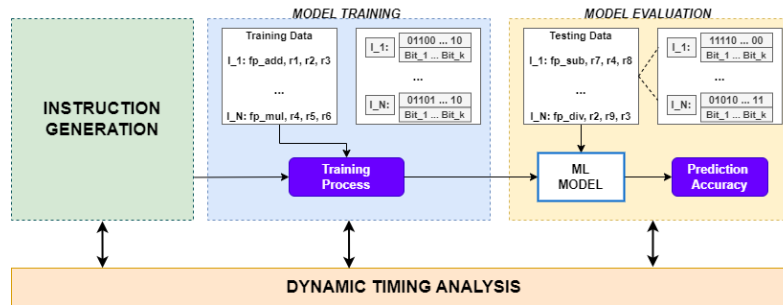 MODEL TRAINING
MODEL EVALUATION
INSTRUCTION
GENERATION
Training Data
I_1: fp_add, r1, r2, r3
...
I_N: fp_mul, r4, r5, r6
I_1:
01100 ... 10
Bit_1 ... Bit_k
...
I_N:
01101 ... 10
Bit_1 ... Bit_k
Training
Process
Testing Data
I_1: fp_sub, r7, r4, r8
...
I_N: fp_div, r2, r9, r3
I_1:
11110 ... 00
Bit_1 ... Bit_k
...
I_N:
01010 ... 11
Bit_1 ... Bit_k
ML
MODEL
Prediction
Accuracy
DYNAMIC TIMING ANALYSIS